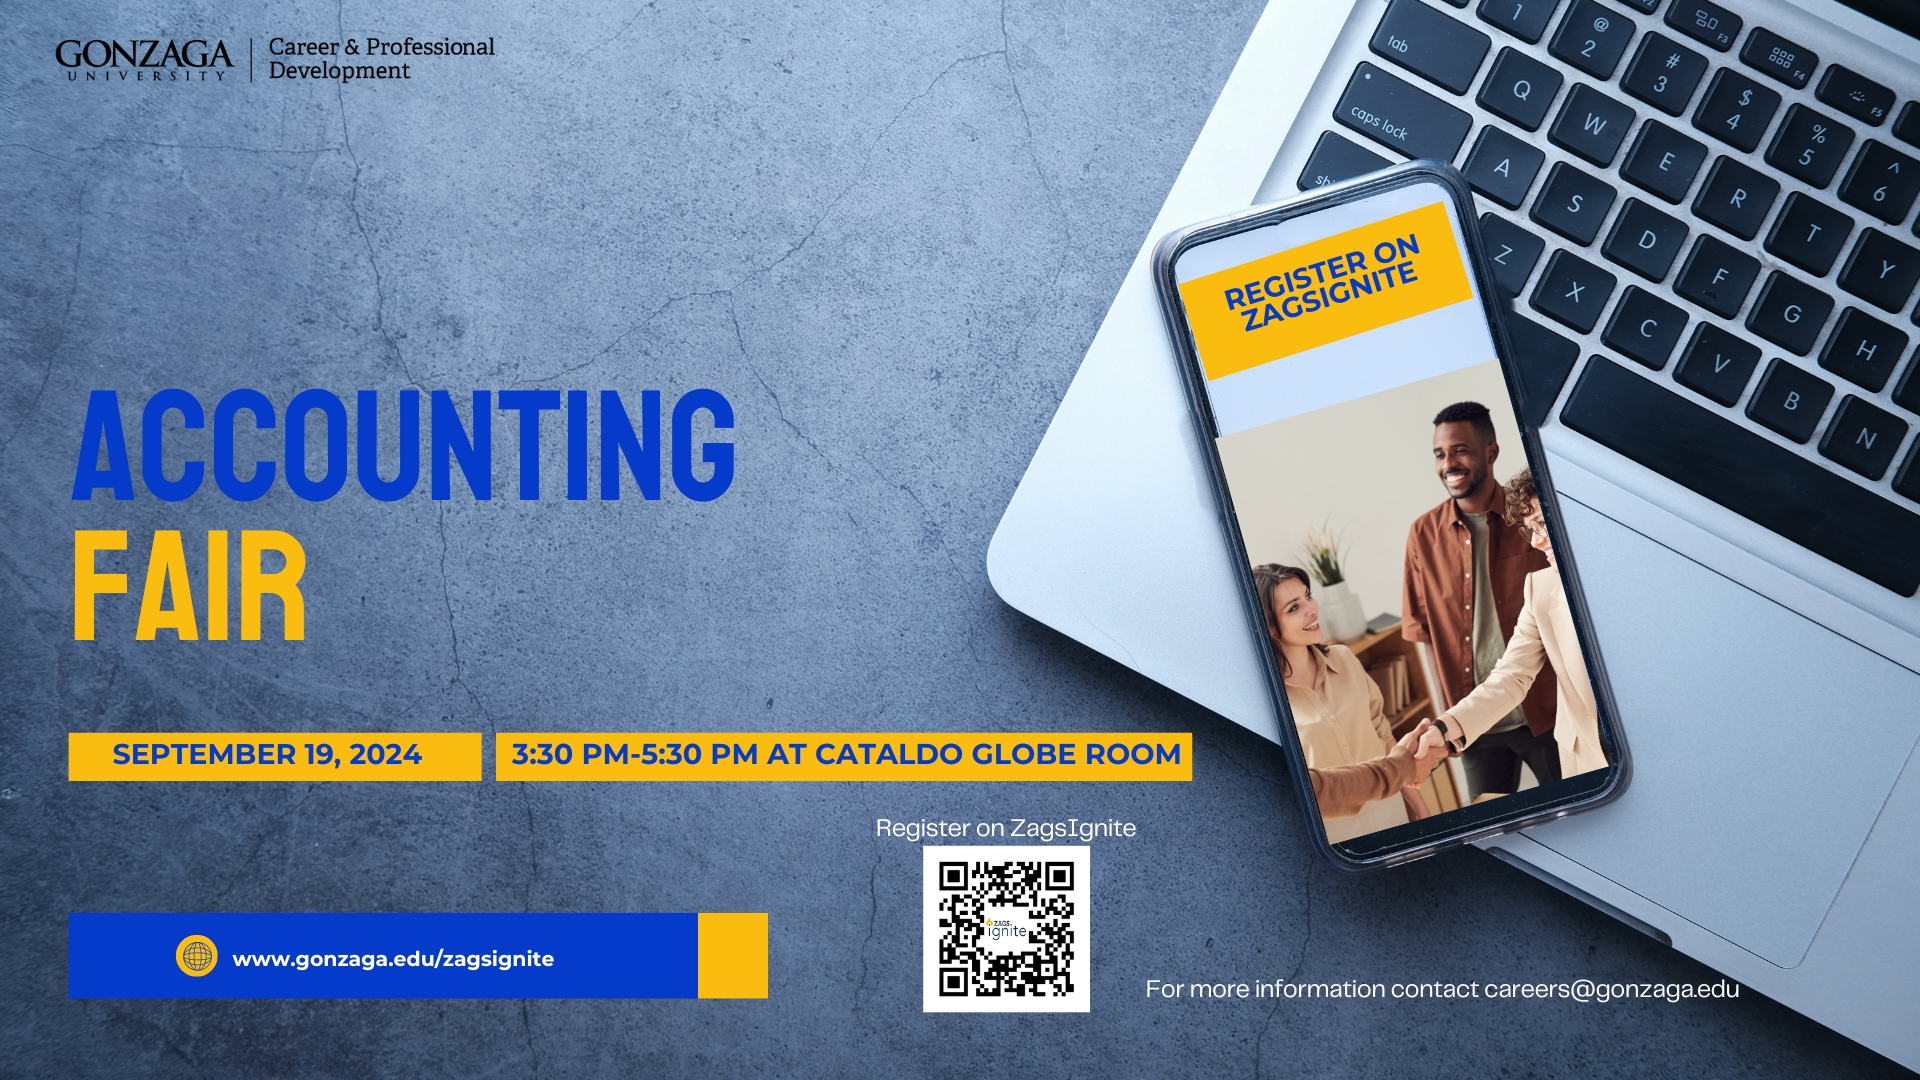 GONZAGA
UNIVERSITY
Career & Professional
Development
ACCOUNTING
FAIR
SEPTEMBER 19, 2024
3:30 PM-5:30 PM AT CATALDO GLOBE ROOM
Register on ZagsIgnite
ZAGS
ignite
www.gonzaga.edu/zagsignite
For more information contact careers@gonzaga.edu
REGISTER ON
ZAGSIGNITE
1
@
2
F3
F4
F5
tab
Q
#
3
$
4
%
5
^
6
caps lock
W
E
R
T
Y
A
S
D
F
G
H
Z
X
C
V
B
N